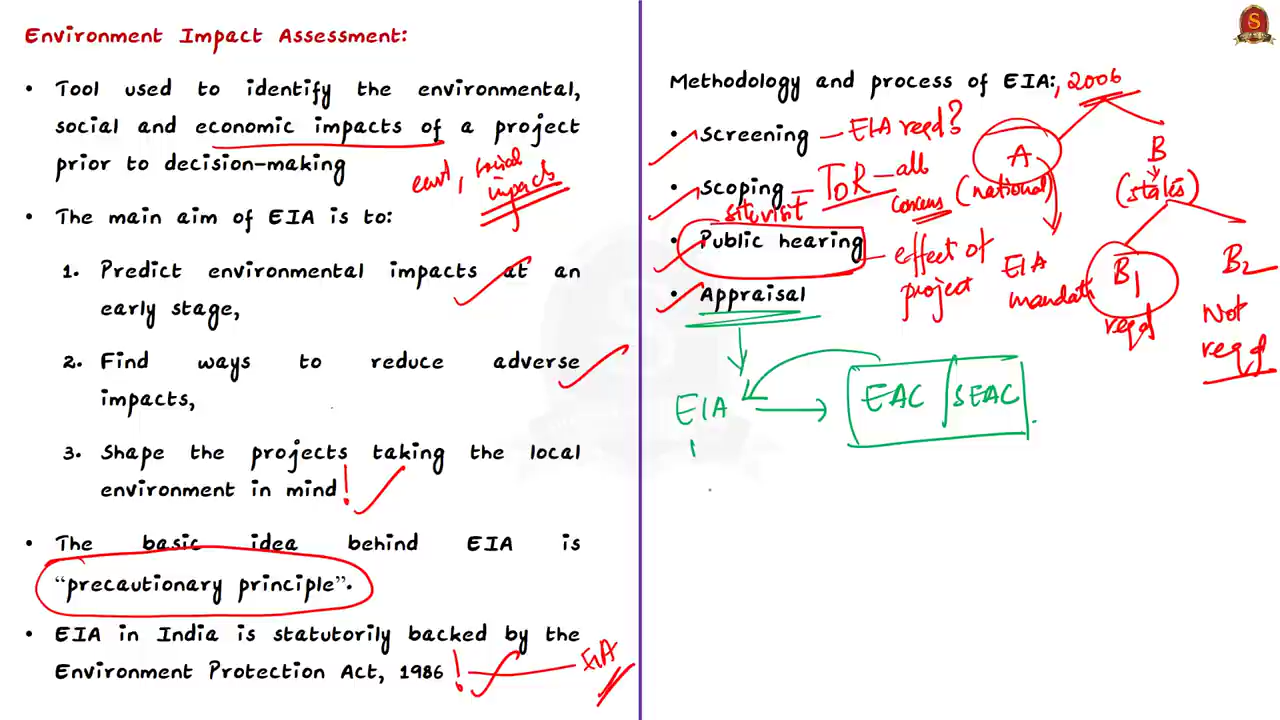 Environment Impact Assessment:
• Tool used to identify the environmental,
social and economic impacts of a project
prior to decision-making
social
impacts
• The main aim of EIA is to:
1. Predict environmental impacts at an
early stage,
2. Find ways to reduce adverse
impacts,
3. Shape the projects taking the local
environment in mind!
• The basic idea behind EIA is
“precautionary principle”.
• EIA in India is statutorily backed by the
Environment Protection Act, 1986 !
EIA
Methodology and process of EIA:, 2006
• Screening – EIA reqd?
• Scoping – ToR – all
concerns
site visit
• Public hearing – effect of
project
• Appraisal
A
(national)
EIA
mandat
B
(states)
B1
reqd
B2
Not
reqd
EIA
EAC
SEAC
S